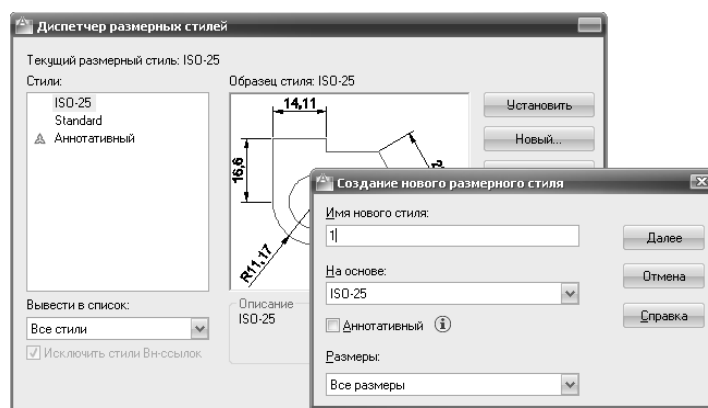 Диспетчер размерных стилей
Текущий размерный стиль: ISO-25
Стили:
ISO-25
Standard
Аннотативный
Вывести в список:
Все стили
Исключить стили Вн-ссылок
Образец стиля: ISO-25
14,11
16,6
R11,17
Описание
ISO-25
Установить
Новый...
Создание нового размерного стиля
Имя нового стиля:
1
На основе:
ISO-25
Аннотативный
Размеры:
Все размеры
Далее
Отмена
Справка